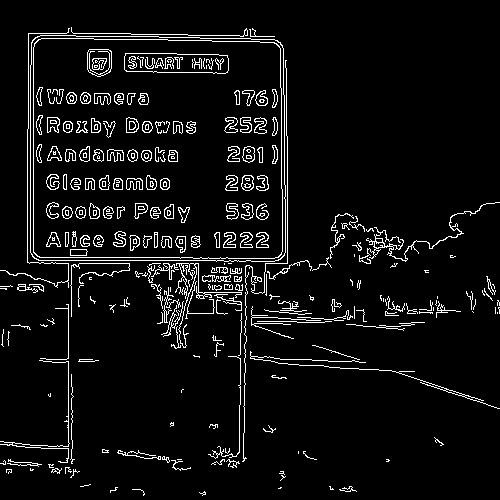 87 STUART HWY
(Woomera 176)
(Roxby Downs 252)
(Andamooka 281)
Glendambo 283
Coober Pedy 536
Alice Springs 1222